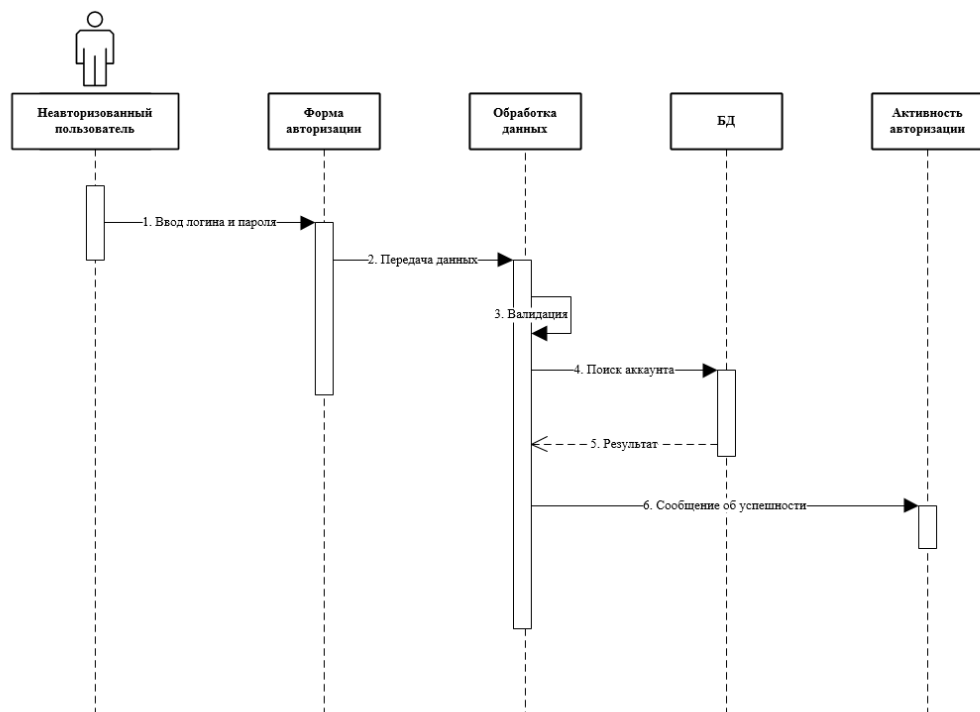 Неавторизованный
пользователь
Форма
авторизации
Обработка
данных
БД
Активность
авторизации
1. Ввод логина и пароля
2. Передача данных
3. Валидация
4. Поиск аккаунта
5. Результат
6. Сообщение об успешности